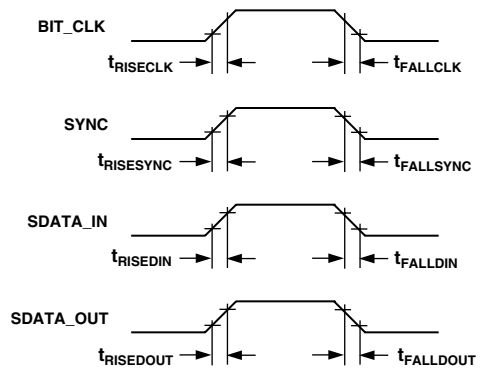 BIT_CLK
tRISECLK
tFALLCLK
SYNC
tRISESYNC
tFALLSYNC
SDATA_IN
tRISEDIN
tFALLDIN
SDATA_OUT
tRISEDOUT
tFALLDOUT